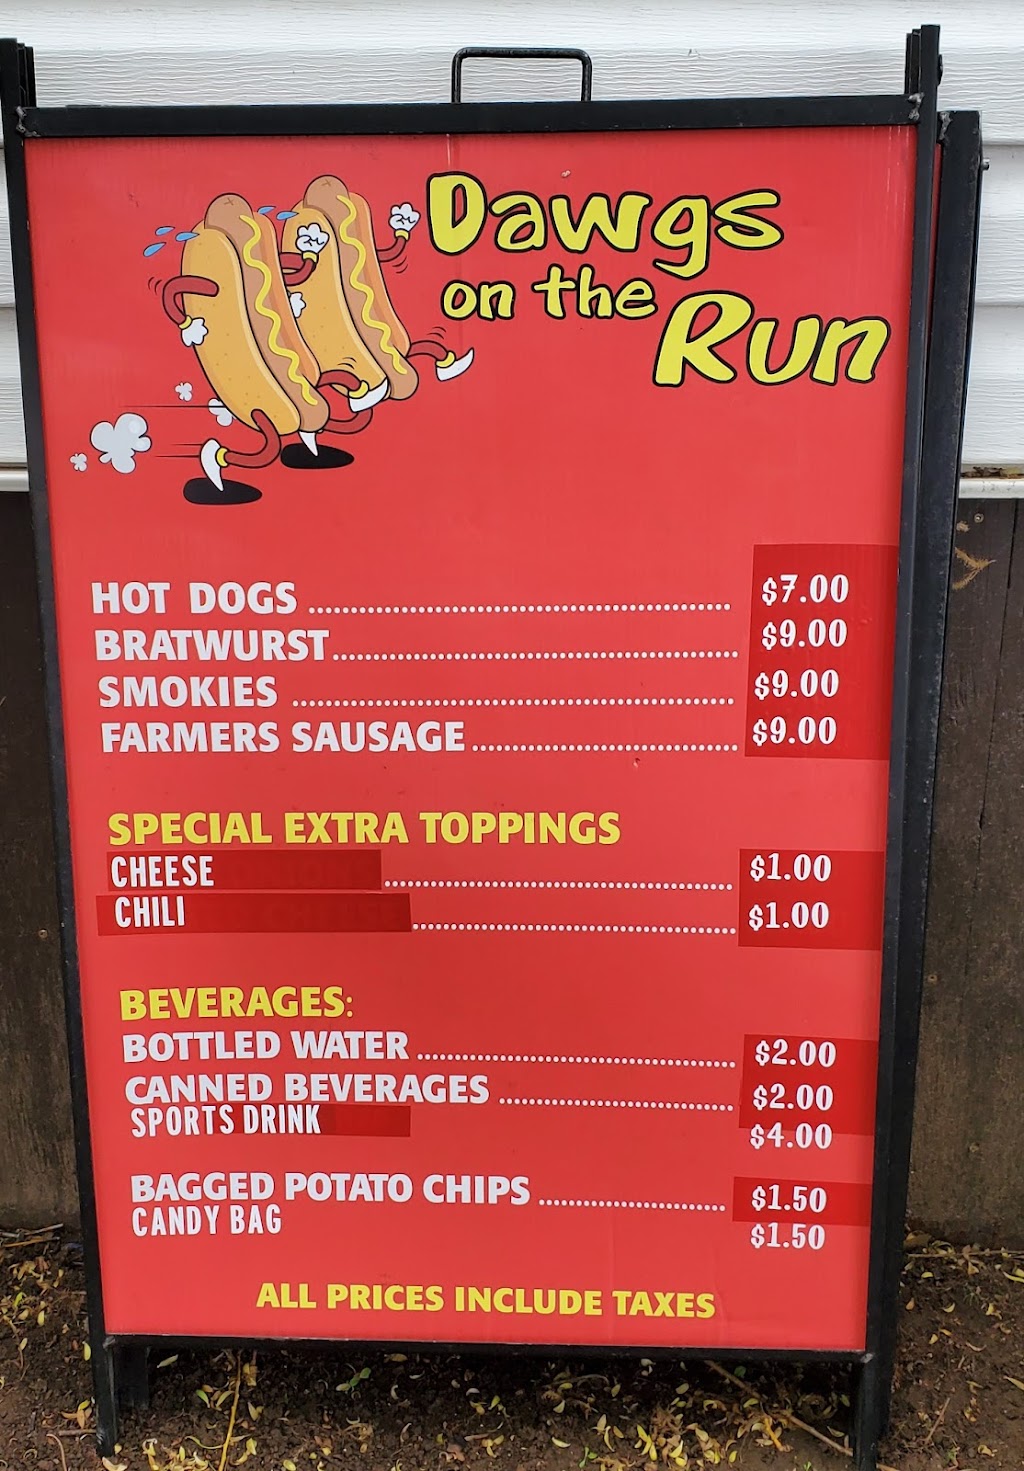 Dawgs
on the
Run
HOT DOGS ........ $7.00
BRATWURST ........ $9.00
SMOKIES ........ $9.00
FARMERS SAUSAGE ........ $9.00
SPECIAL EXTRA TOPPINGS
CHEESE ........ $1.00
CHILI ........ $1.00
BEVERAGES:
BOTTLED WATER ........ $2.00
CANNED BEVERAGES ........ $2.00
SPORTS DRINK $4.00
BAGGED POTATO CHIPS ........ $1.50
CANDY BAG $1.50
ALL PRICES INCLUDE TAXES